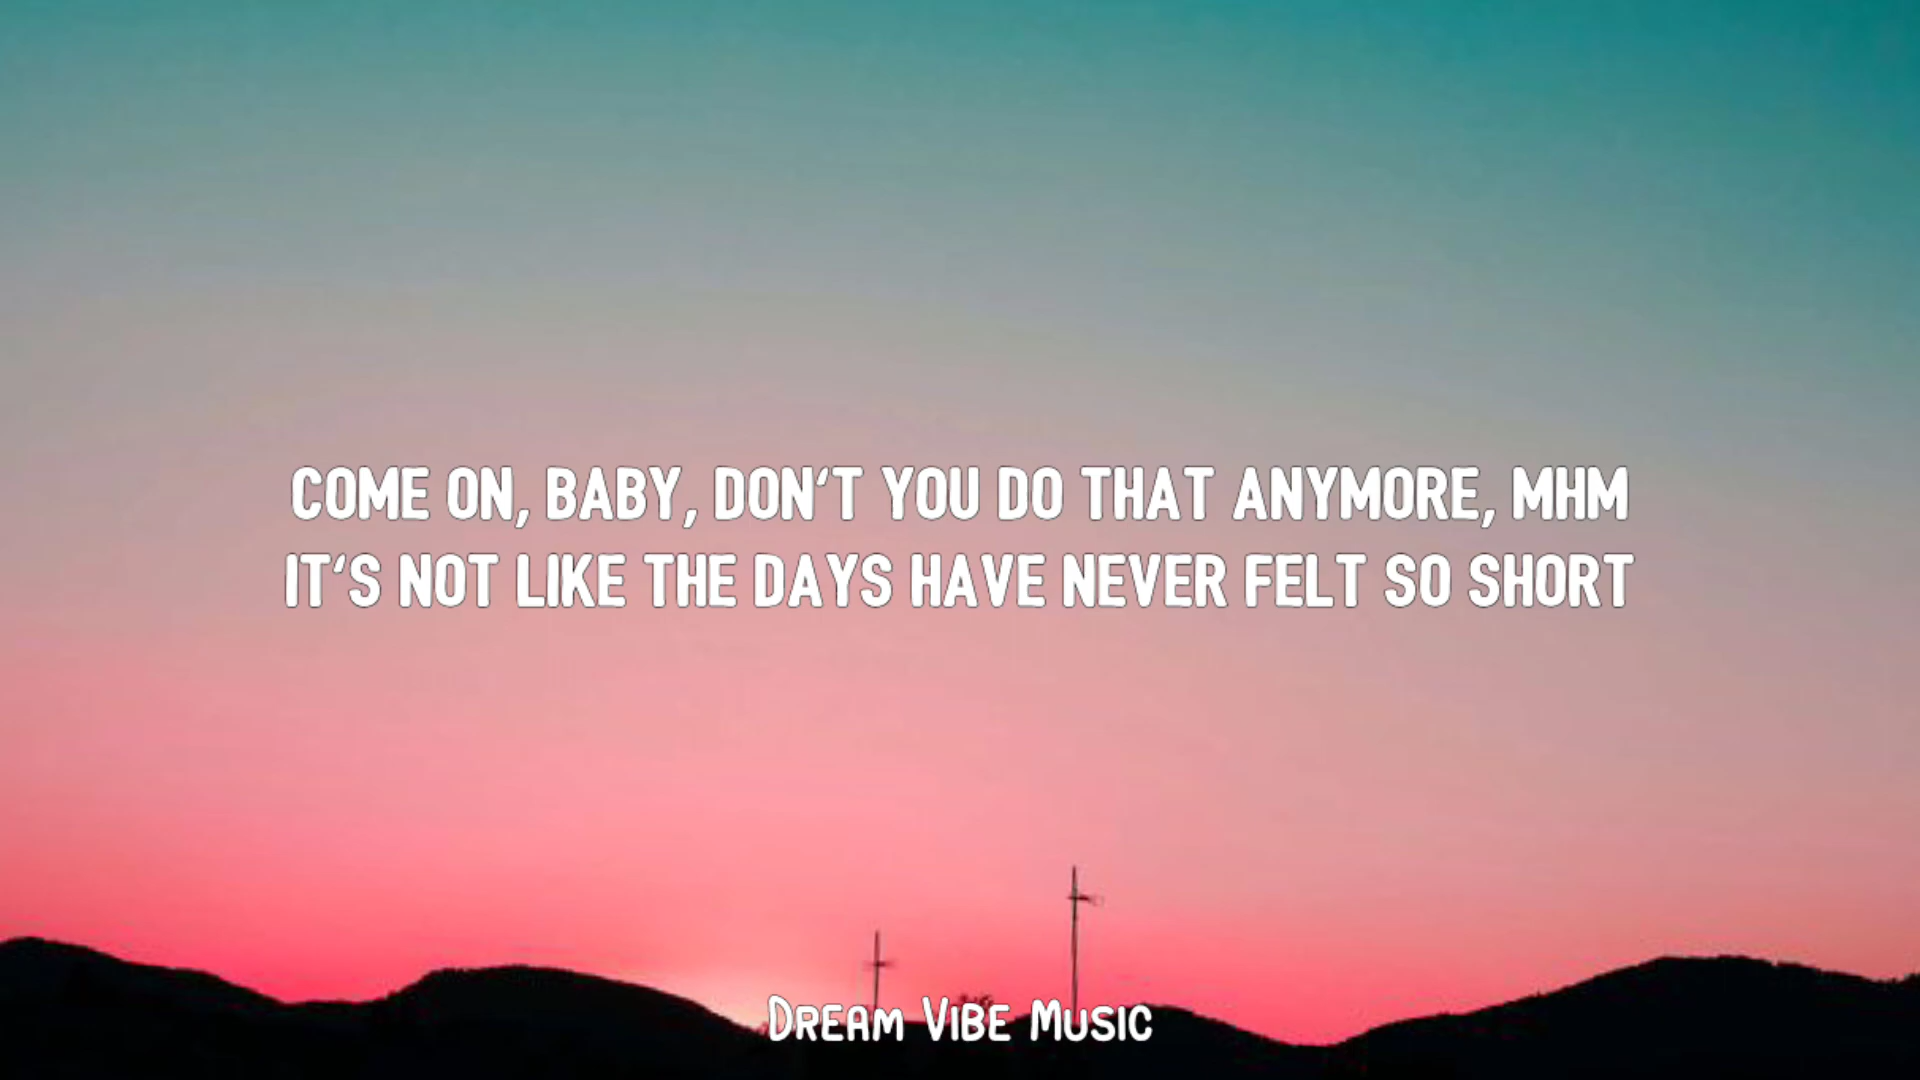 COME ON, BABY, DON'T YOU DO THAT ANYMORE, MHM
IT'S NOT LIKE THE DAYS HAVE NEVER FELT SO SHORT
Dream Vibe Music